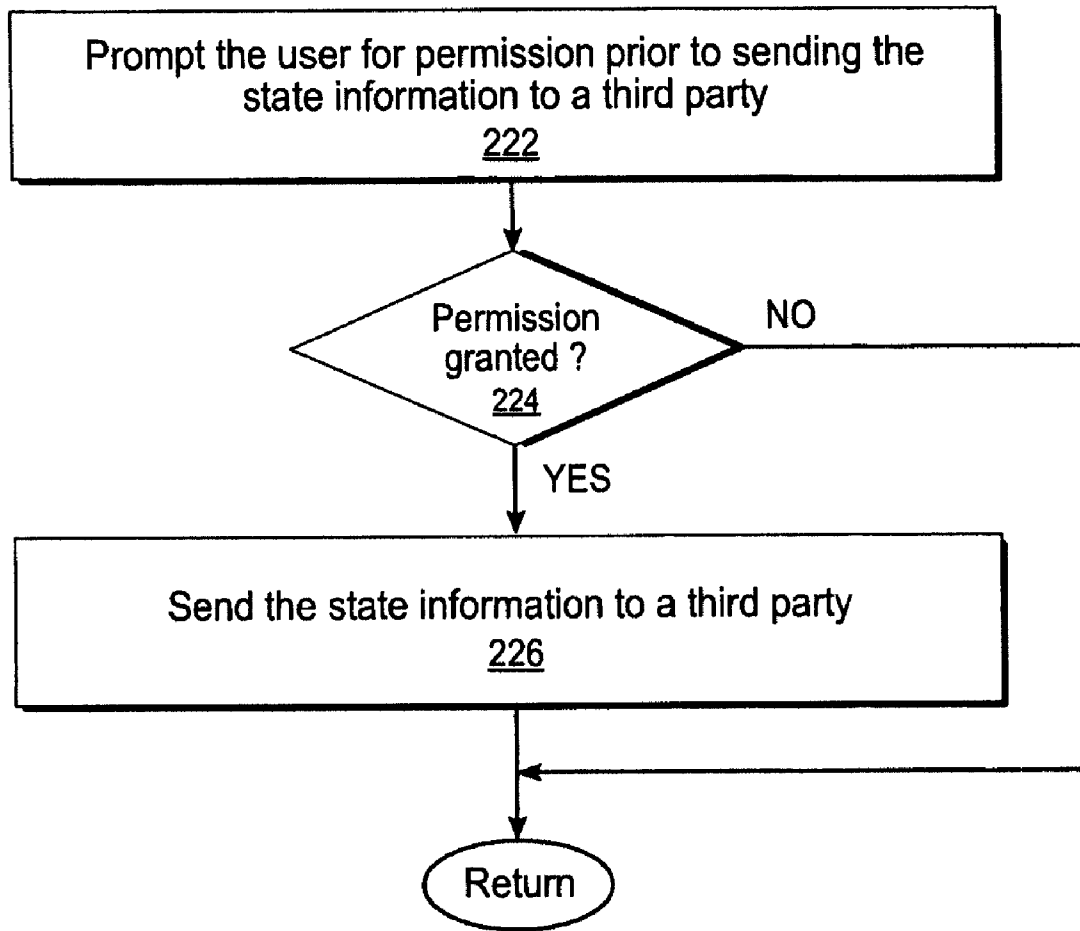 Prompt the user for permission prior to sending the
state information to a third party
222
Permission
granted ?
224
NO
YES
Send the state information to a third party
226
Return